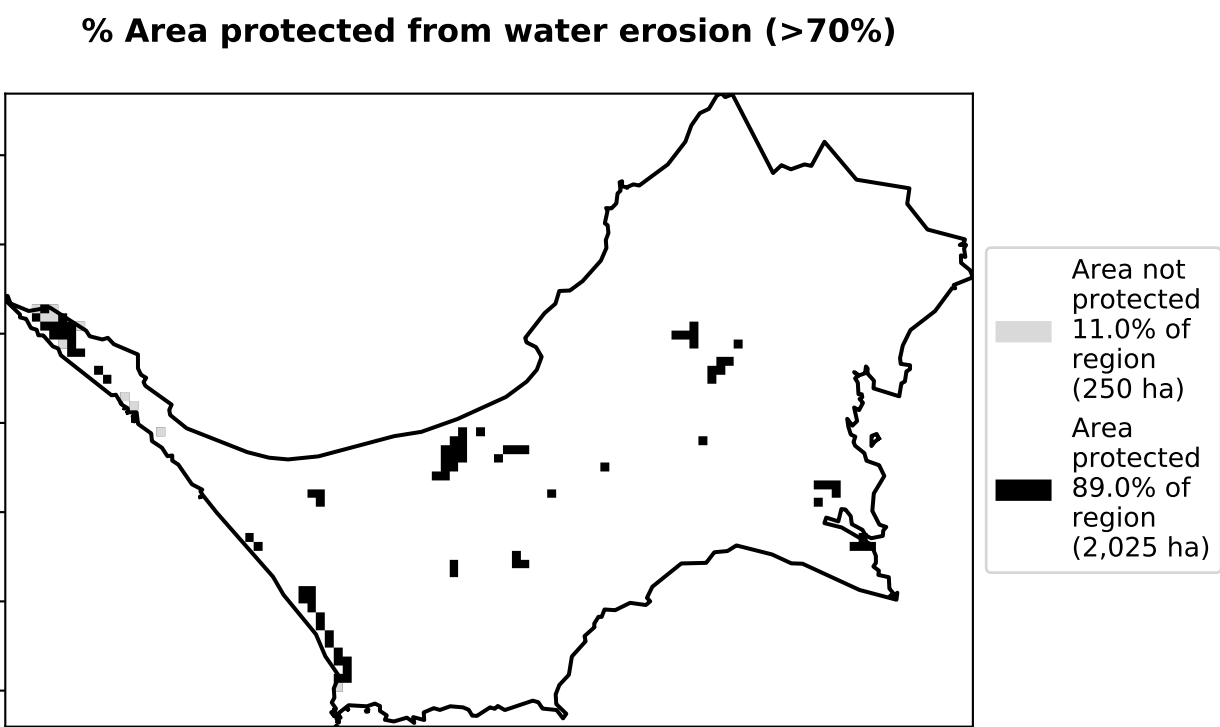 % Area protected from water erosion (>70%)
Area not
protected
11.0% of
region
(250 ha)
Area
protected
89.0% of
region
(2,025 ha)